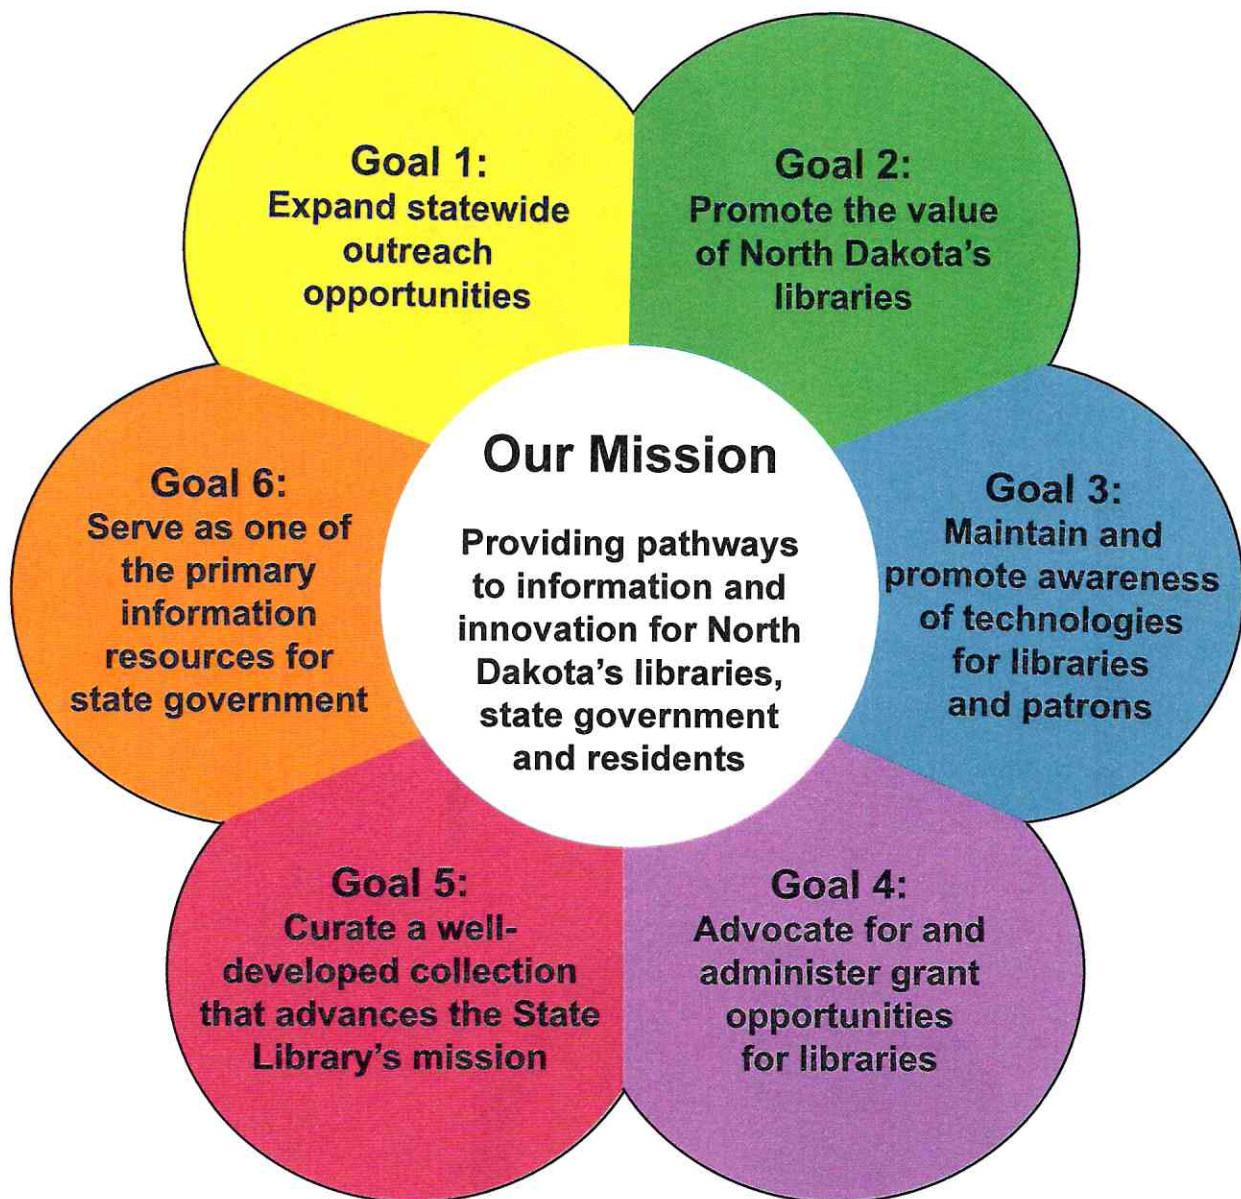 Goal 1:
Expand statewide
outreach
opportunities
Goal 2:
Promote the value
of North Dakota's
libraries
Goal 3:
Maintain and
promote awareness
of technologies
for libraries
and patrons
Goal 4:
Advocate for and
administer grant
opportunities
for libraries
Goal 5:
Curate a well-
developed collection
that advances the State
Library's mission
Goal 6:
Serve as one of
the primary
information
resources for
state government
Our Mission
Providing pathways
to information and
innovation for North
Dakota's libraries,
state government
and residents